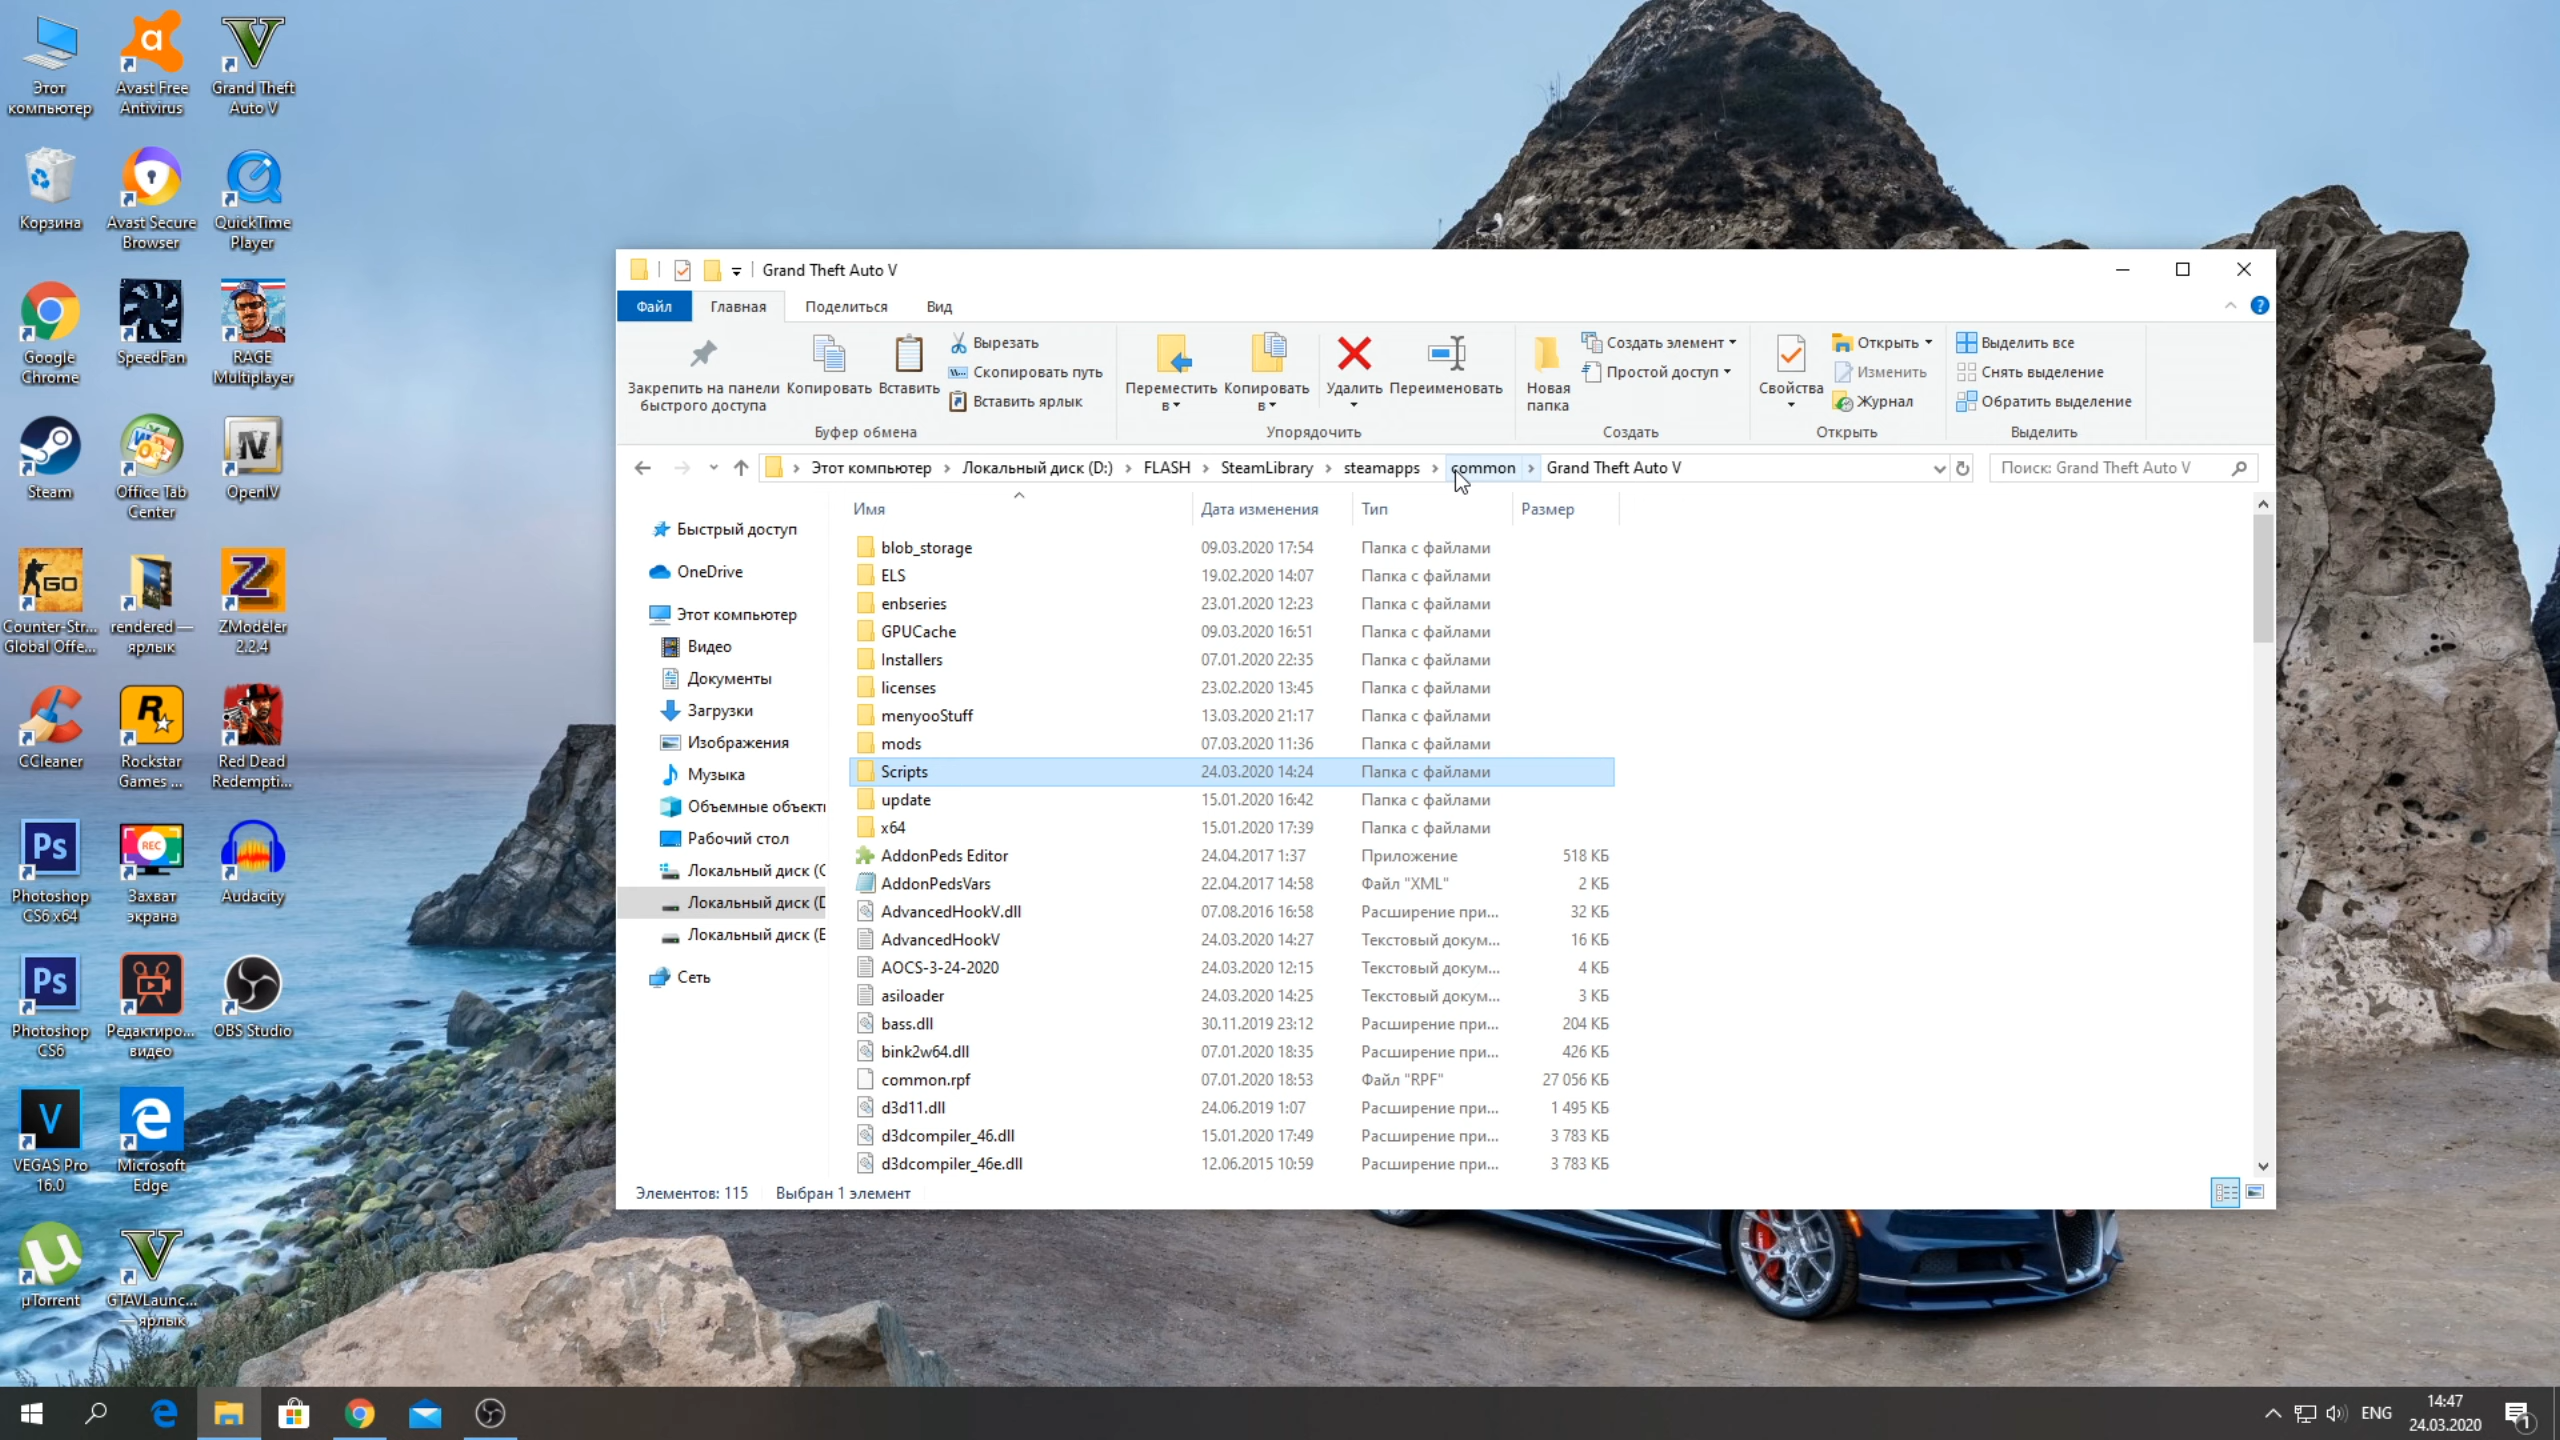 Этот компьютер
Avast Free Antivirus
Grand Theft Auto V
Корзина
Avast Secure Browser
QuickTime Player
Google Chrome
SpeedFan
RAGE Multiplayer
Steam
Office Tab Center
OpenIV
Counter-Str... Global Offe...
rendered — ярлык
ZModeler 2.2.4
CCleaner
Rockstar Games ...
Red Dead Redempti...
Photoshop CS6 x64
Захват экрана
Audacity
Photoshop CS6
Редактиро... видео
OBS Studio
VEGAS Pro 16.0
Microsoft Edge
µTorrent
GTAVLaunc... — ярлык
Grand Theft Auto V
Файл Главная Поделиться Вид
Закрепить на панели быстрого доступа
Копировать
Вставить
Вырезать
Скопировать путь
Вставить ярлык
Буфер обмена
Переместить в
Копировать в
Удалить
Переименовать
Упорядочить
Новая папка
Создать элемент
Простой доступ
Создать
Свойства
Открыть
Изменить
Журнал
Открыть
Выделить все
Снять выделение
Обратить выделение
Выделить
Этот компьютер › Локальный диск (D:) › FLASH › SteamLibrary › steamapps › common › Grand Theft Auto V
Поиск: Grand Theft Auto V
Быстрый доступ
OneDrive
Этот компьютер
Видео
Документы
Загрузки
Изображения
Музыка
Объемные объект
Рабочий стол
Локальный диск (C
Локальный диск (D
Локальный диск (E
Сеть
Имя Дата изменения Тип Размер
blob_storage 09.03.2020 17:54 Папка с файлами
ELS 19.02.2020 14:07 Папка с файлами
enbseries 23.01.2020 12:23 Папка с файлами
GPUCache 09.03.2020 16:51 Папка с файлами
Installers 07.01.2020 22:35 Папка с файлами
licenses 23.02.2020 13:45 Папка с файлами
menyooStuff 13.03.2020 21:17 Папка с файлами
mods 07.03.2020 11:36 Папка с файлами
Scripts 24.03.2020 14:24 Папка с файлами
update 15.01.2020 16:42 Папка с файлами
x64 15.01.2020 17:39 Папка с файлами
AddonPeds Editor 24.04.2017 1:37 Приложение 518 КБ
AddonPedsVars 22.04.2017 14:58 Файл "XML" 2 КБ
AdvancedHookV.dll 07.08.2016 16:58 Расширение при... 32 КБ
AdvancedHookV 24.03.2020 14:27 Текстовый докум... 16 КБ
AOCS-3-24-2020 24.03.2020 12:15 Текстовый докум... 4 КБ
asiloader 24.03.2020 14:25 Текстовый докум... 3 КБ
bass.dll 30.11.2019 23:12 Расширение при... 204 КБ
bink2w64.dll 07.01.2020 18:35 Расширение при... 426 КБ
common.rpf 07.01.2020 18:53 Файл "RPF" 27 056 КБ
d3d11.dll 24.06.2019 1:07 Расширение при... 1 495 КБ
d3dcompiler_46.dll 15.01.2020 17:49 Расширение при... 3 783 КБ
d3dcompiler_46e.dll 12.06.2015 10:59 Расширение при... 3 783 КБ
Элементов: 115 Выбран 1 элемент
ENG
14:47
24.03.2020
1